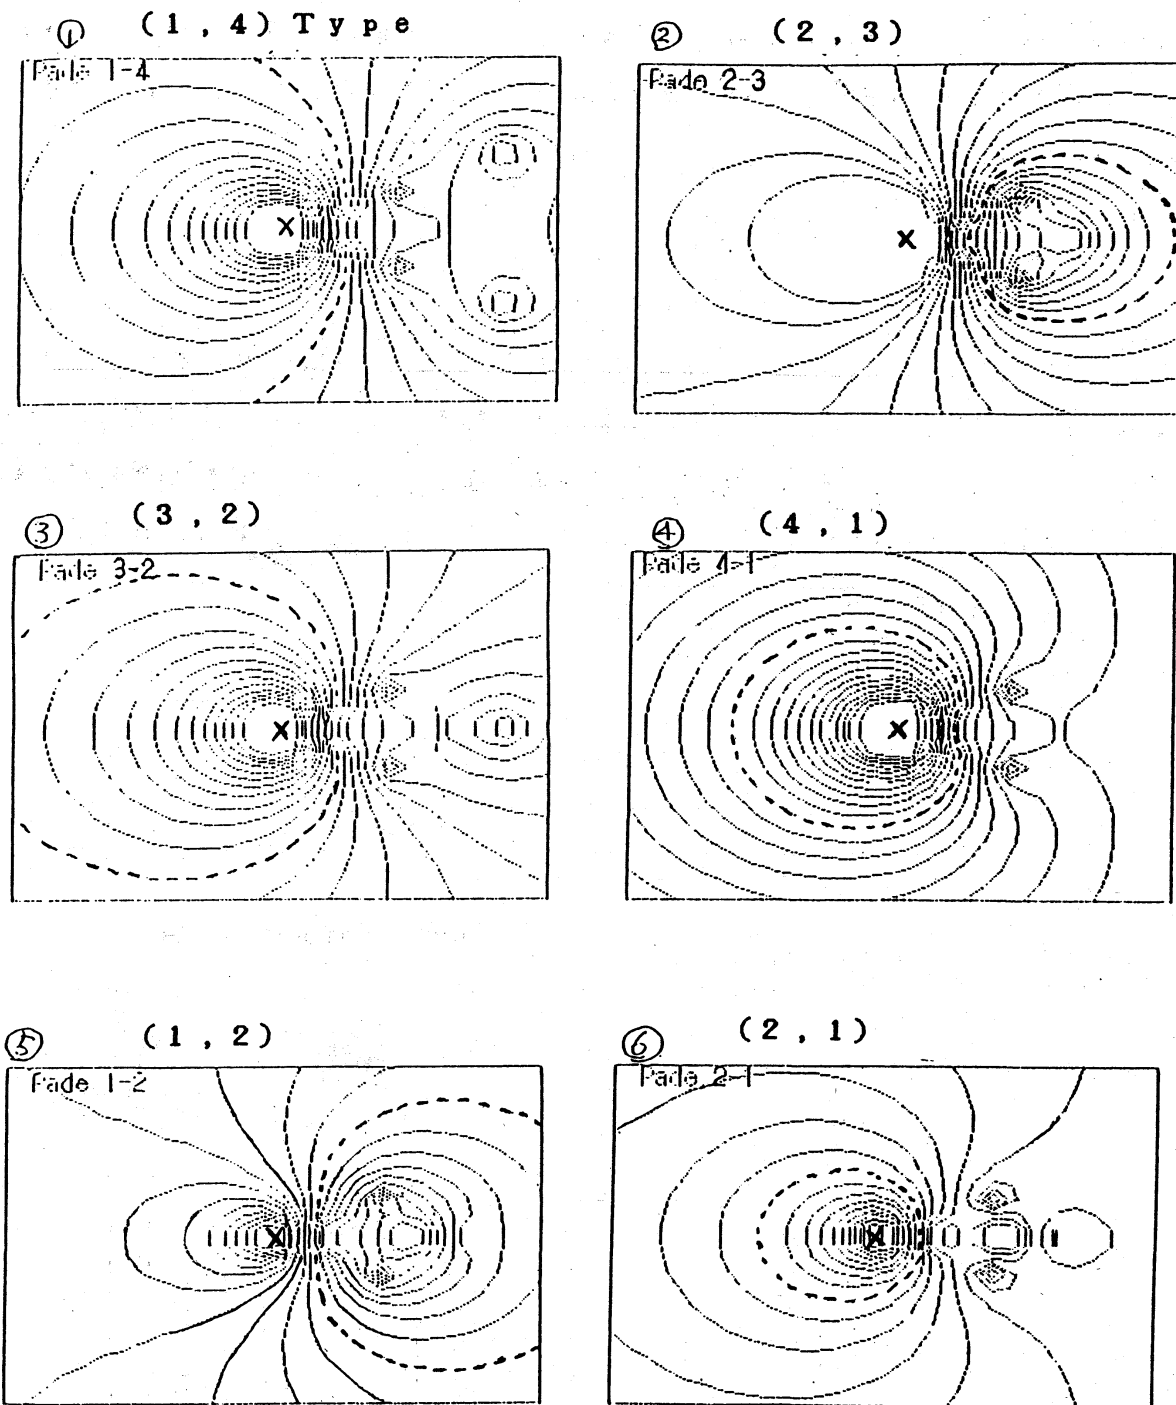 ① (1,4) Type
Pade 1-4
② (2,3)
Pade 2-3
③ (3,2)
Pade 3-2
④ (4,1)
Pade 4-1
⑤ (1,2)
Pade 1-2
⑥ (2,1)
Pade 2-1